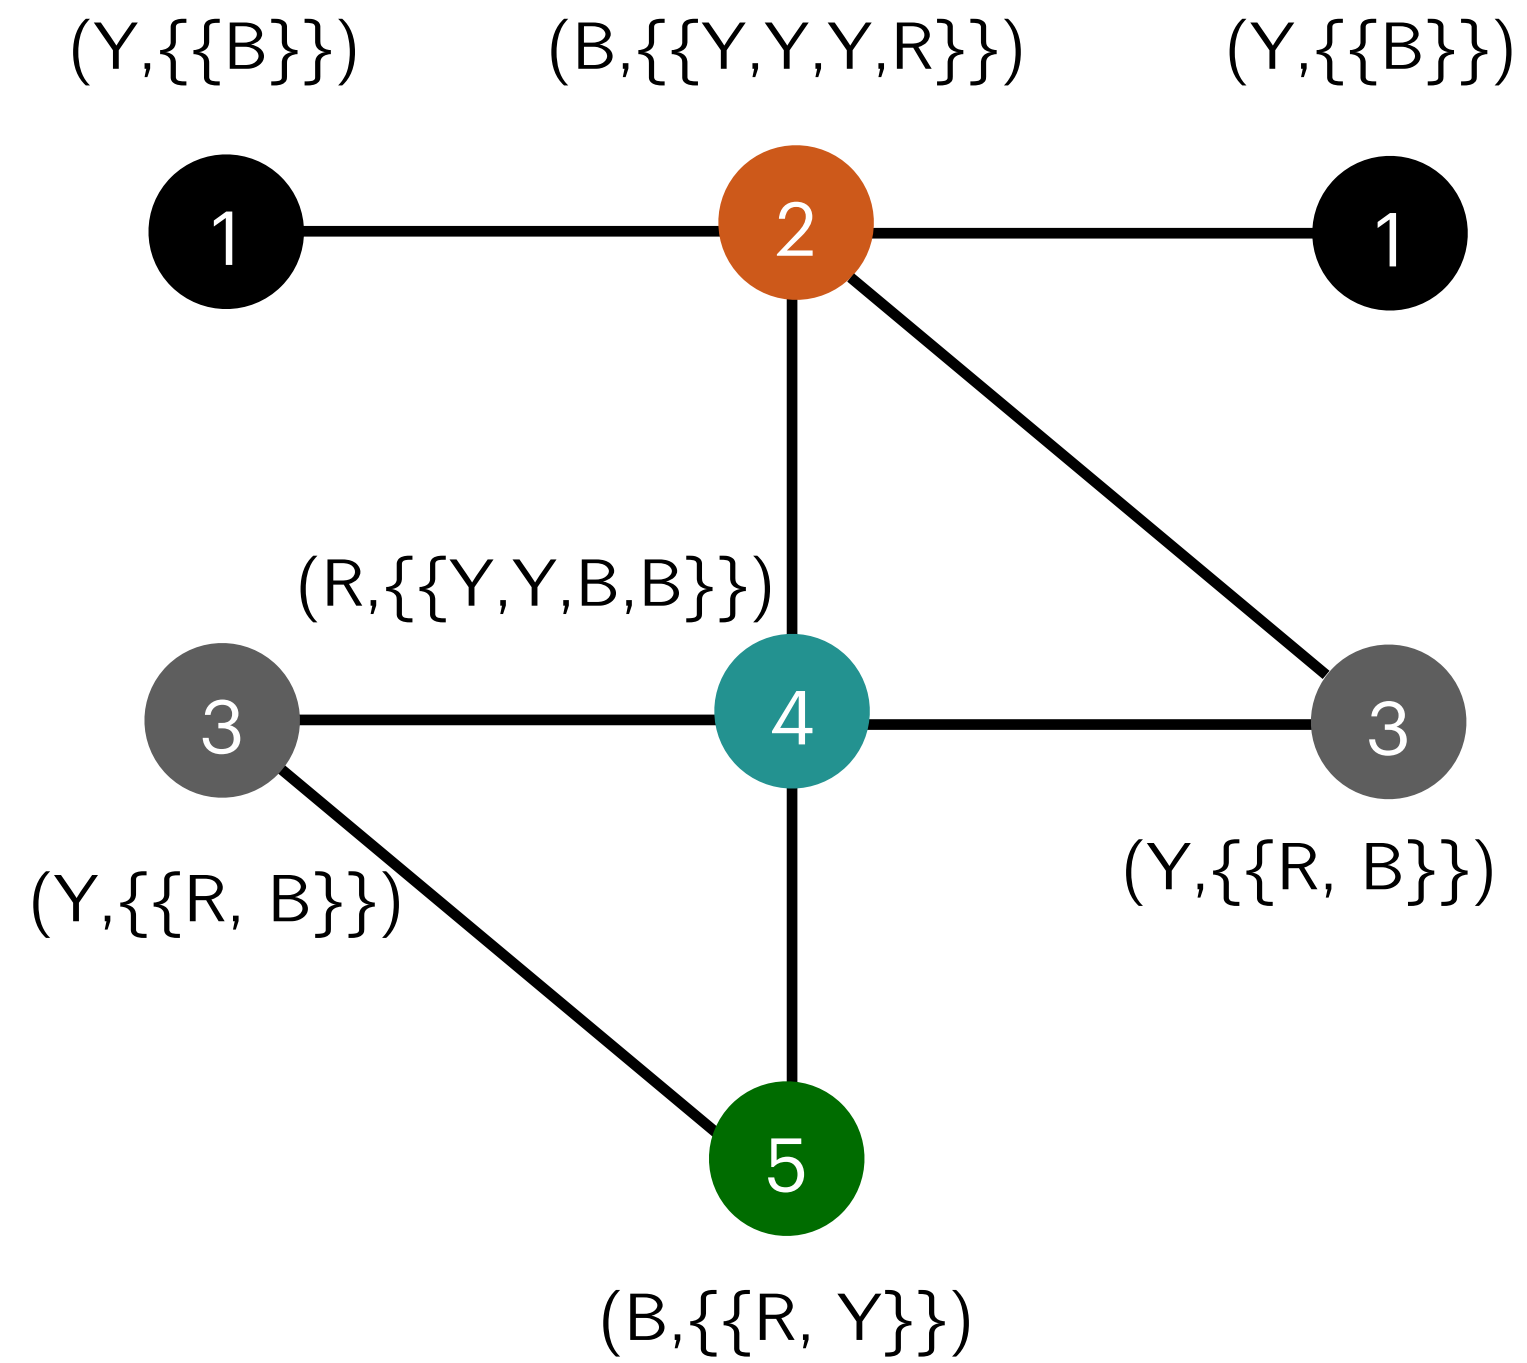 (Y,{{B}}) (B,{{Y,Y,Y,R}}) (Y,{{B}})
1 2 1
(R,{{Y,Y,B,B}})
3 4 3
(Y,{{R, B}}) (Y,{{R, B}})
5
(B,{{R, Y}})